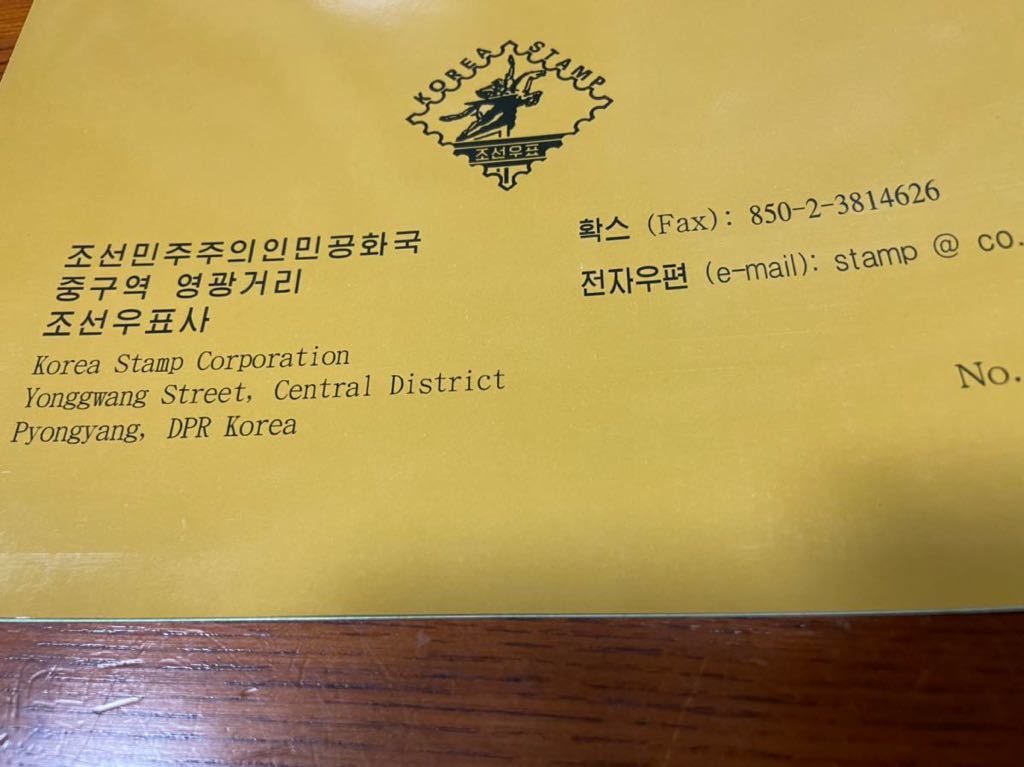 KOREA STAMP
조선우표
조선민주주의인민공화국
중구역 영광거리
조선우표사
Korea Stamp Corporation
Yonggwang Street, Central District
Pyongyang, DPR Korea
확스 (Fax): 850-2-3814626
전자우편 (e-mail): stamp @ co.
No.